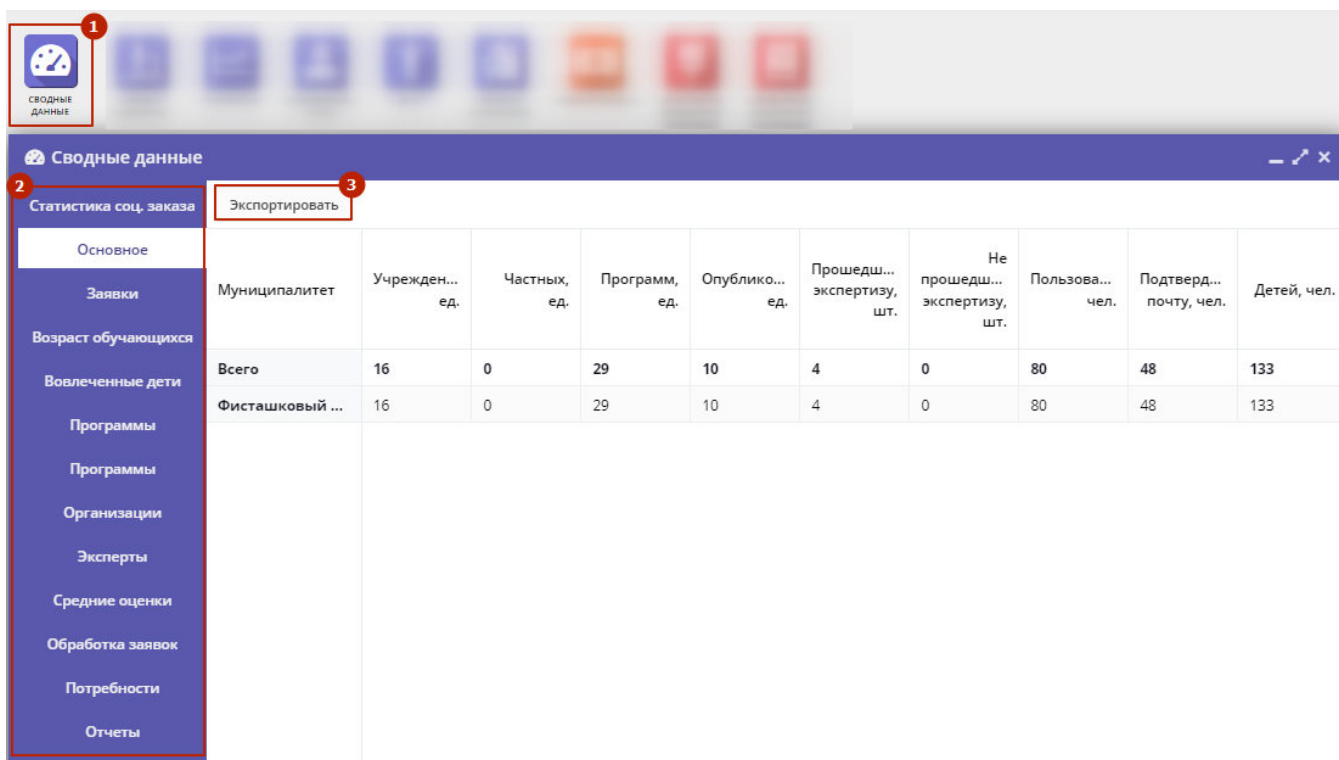 1
СВОДНЫЕ
ДАННЫЕ
Сводные данные
2
3
Статистика соц. заказа
Экспортировать
Основное
Заявки
Возраст обучающихся
Вовлеченные дети
Программы
Программы
Организации
Эксперты
Средние оценки
Обработка заявок
Потребности
Отчеты
Муниципалитет
Учрежден...
ед.
Частных,
ед.
Программ,
ед.
Опублико...
ед.
Прошедш...
экспертизу,
шт.
Не
прошедш...
экспертизу,
шт.
Пользова...
чел.
Подтверд...
почту, чел.
Детей, чел.
Всего 16 0 29 10 4 0 80 48 133
Фисташковый ... 16 0 29 10 4 0 80 48 133